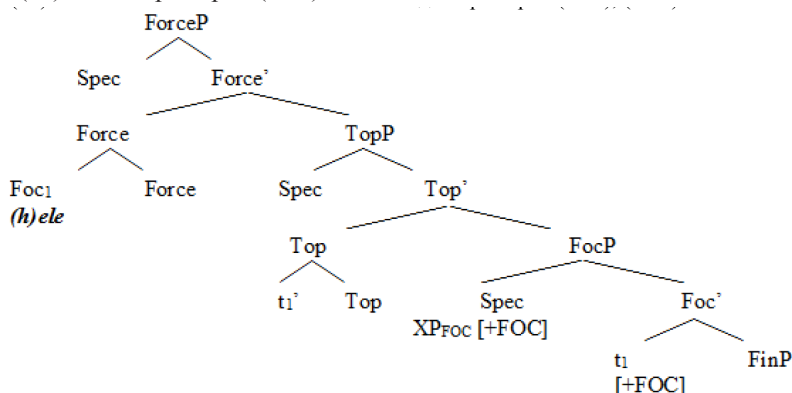 ForceP
Spec Force’
Force TopP
Foc1 Force Spec Top’
(h)ele
Top FocP
t1’ Top Spec Foc’
XPFOC [+FOC]
t1 FinP
[+FOC]